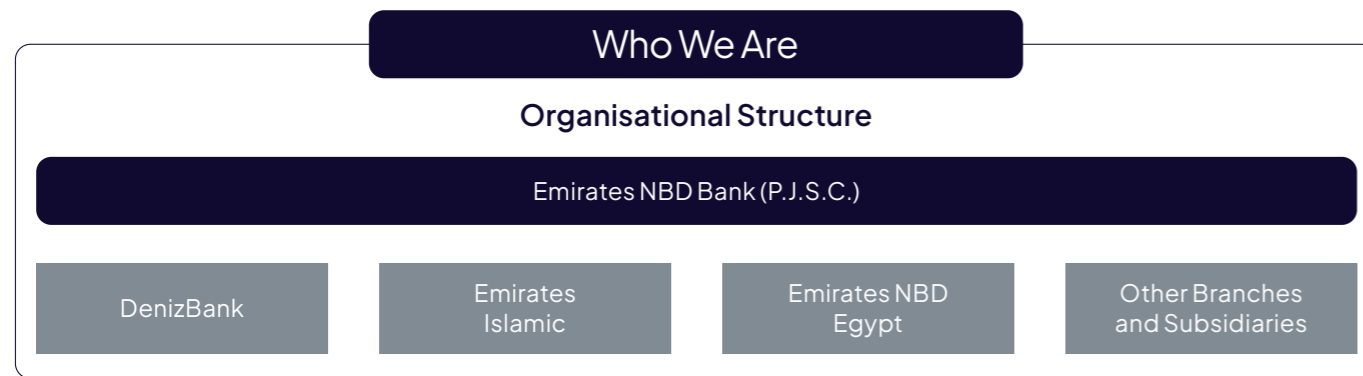 Who We Are
Organisational Structure
Emirates NBD Bank (P.J.S.C.)
DenizBank
Emirates
Islamic
Emirates NBD
Egypt
Other Branches
and Subsidiaries